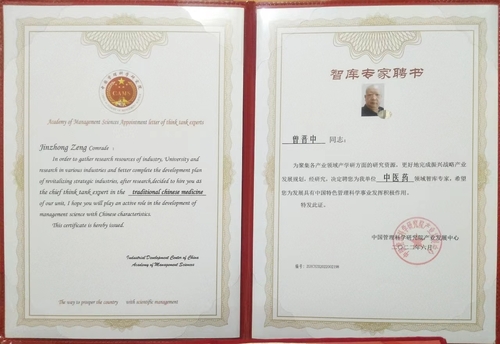 CAMS
Academy of Management Sciences Appointment letter of think tank experts
Jinzhong Zeng Comrade :
In order to gather research resources of industry, University and
research in various industries and better complete the development plan
of revitalizing strategic industries, after research,decided to hire you as
the chief think tank expert in the traditional chinese medicine
of our unit, I hope you will play an active role in the development of
management science with Chinese characteristics.
This certificate is hereby issued.
Industrial Development Center of China
Academy of Management Sciences
The way to prosper the country with scientific management
智库专家聘书
曾晋中 同志:
为聚集各产业领域产学研方面的研究资源,更好地完成振兴战略产业
发展规划,经研究,决定聘您为我单位 中医药 领域智库专家,希望
您为发展具有中国特色管理科学事业发挥积极作用。
特发此证。
中国管理科学研究院产业发展中心
编号: